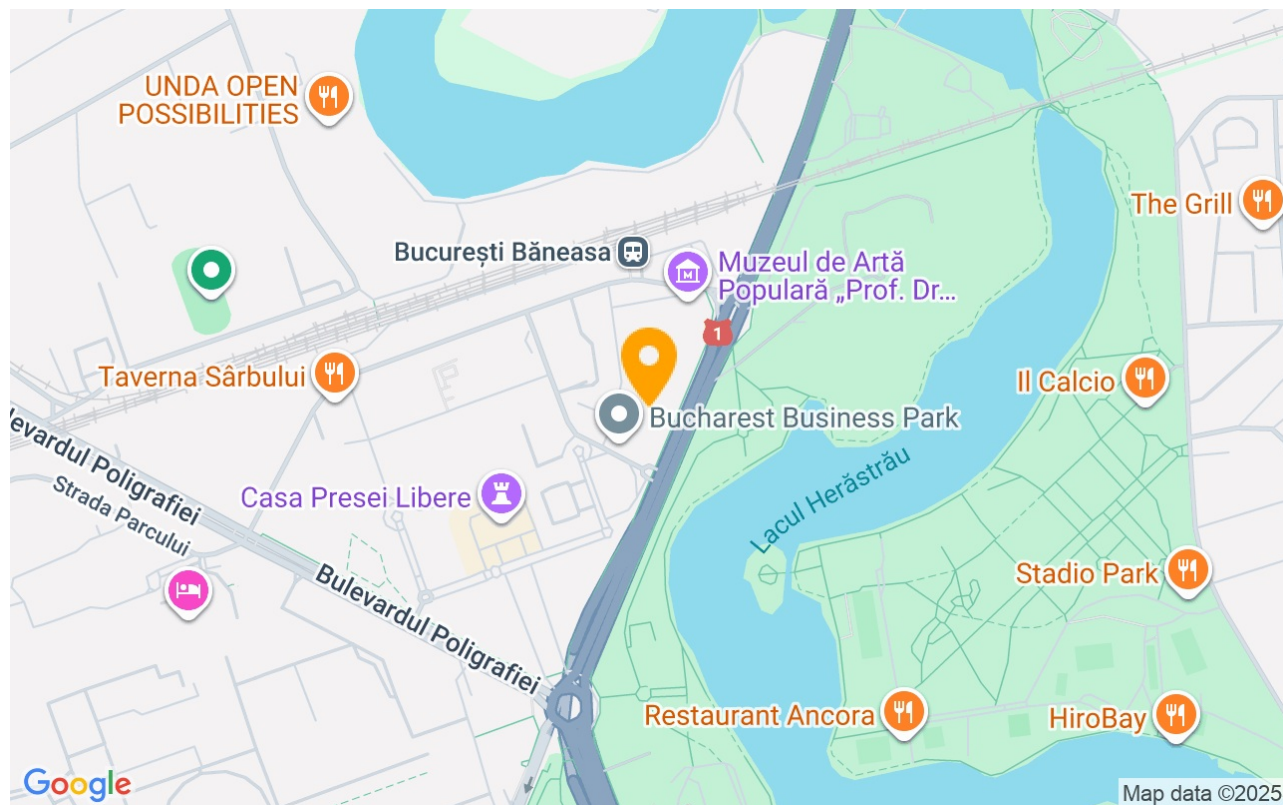 UNDA OPEN
POSSIBILITIES
The Grill
București Băneasa
Muzeul de Artă
Populară „Prof. Dr...
1
Taverna Sârbului
Il Calcio
Bucharest Business Park
evardul Poligrafiei
Strada Parcului
Casa Presei Libere
Lacul Herăstrău
Stadio Park
Bulevardul Poligrafiei
Restaurant Ancora
HiroBay
Google
Map data ©2025